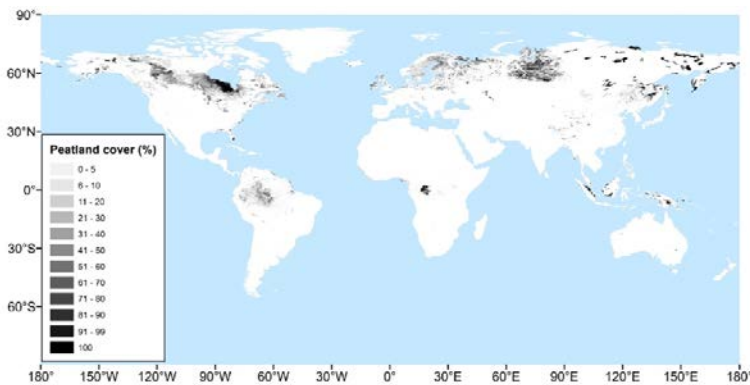 90°
60°N
30°N
0°
30°S
60°S
Peatland cover (%)
0 - 5
6 - 10
11 - 20
21 - 30
31 - 40
41 - 50
51 - 60
61 - 70
71 - 80
81 - 90
91 - 99
100
180° 150°W 120°W 90°W 60°W 30°W 0° 30°E 60°E 90°E 120°E 150°E 180°